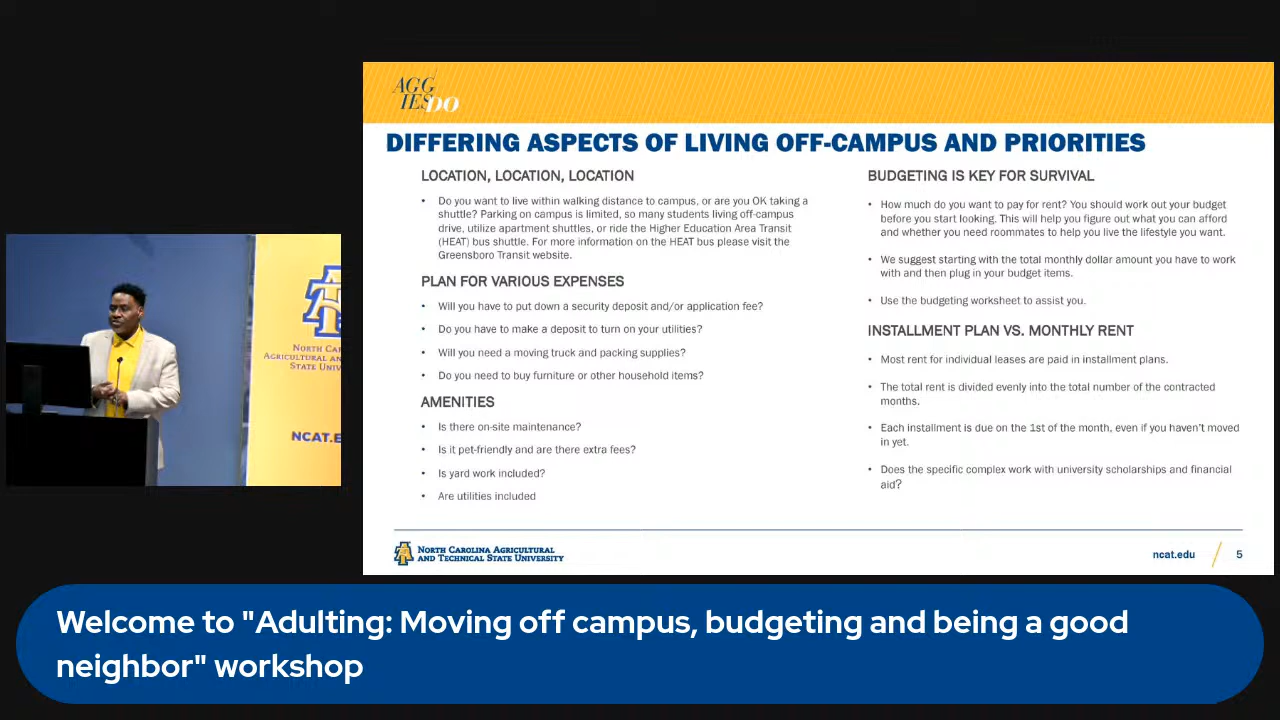 AGG
IES DO
DIFFERING ASPECTS OF LIVING OFF-CAMPUS AND PRIORITIES
LOCATION, LOCATION, LOCATION
• Do you want to live within walking distance to campus, or are you OK taking a
shuttle? Parking on campus is limited, so many students living off-campus
drive, utilize apartment shuttles, or ride the Higher Education Area Transit
(HEAT) bus shuttle. For more information on the HEAT bus please visit the
Greensboro Transit website.
PLAN FOR VARIOUS EXPENSES
• Will you have to put down a security deposit and/or application fee?
• Do you have to make a deposit to turn on your utilities?
• Will you need a moving truck and packing supplies?
• Do you need to buy furniture or other household items?
AMENITIES
• Is there on-site maintenance?
• Is it pet-friendly and are there extra fees?
• Is yard work included?
• Are utilities included
BUDGETING IS KEY FOR SURVIVAL
• How much do you want to pay for rent? You should work out your budget
before you start looking. This will help you figure out what you can afford
and whether you need roommates to help you live the lifestyle you want.
• We suggest starting with the total monthly dollar amount you have to work
with and then plug in your budget items.
• Use the budgeting worksheet to assist you.
INSTALLMENT PLAN VS. MONTHLY RENT
• Most rent for individual leases are paid in installment plans.
• The total rent is divided evenly into the total number of the contracted
months.
• Each installment is due on the 1st of the month, even if you haven't moved
in yet.
• Does the specific complex work with university scholarships and financial
aid?
NORTH CAROLINA AGRICULTURAL
AND TECHNICAL STATE UNIVERSITY
ncat.edu / 5
NORTH CAR
AGRICULTURAL AN
STATE UNI
NCAT.E
Welcome to "Adulting: Moving off campus, budgeting and being a good
neighbor" workshop